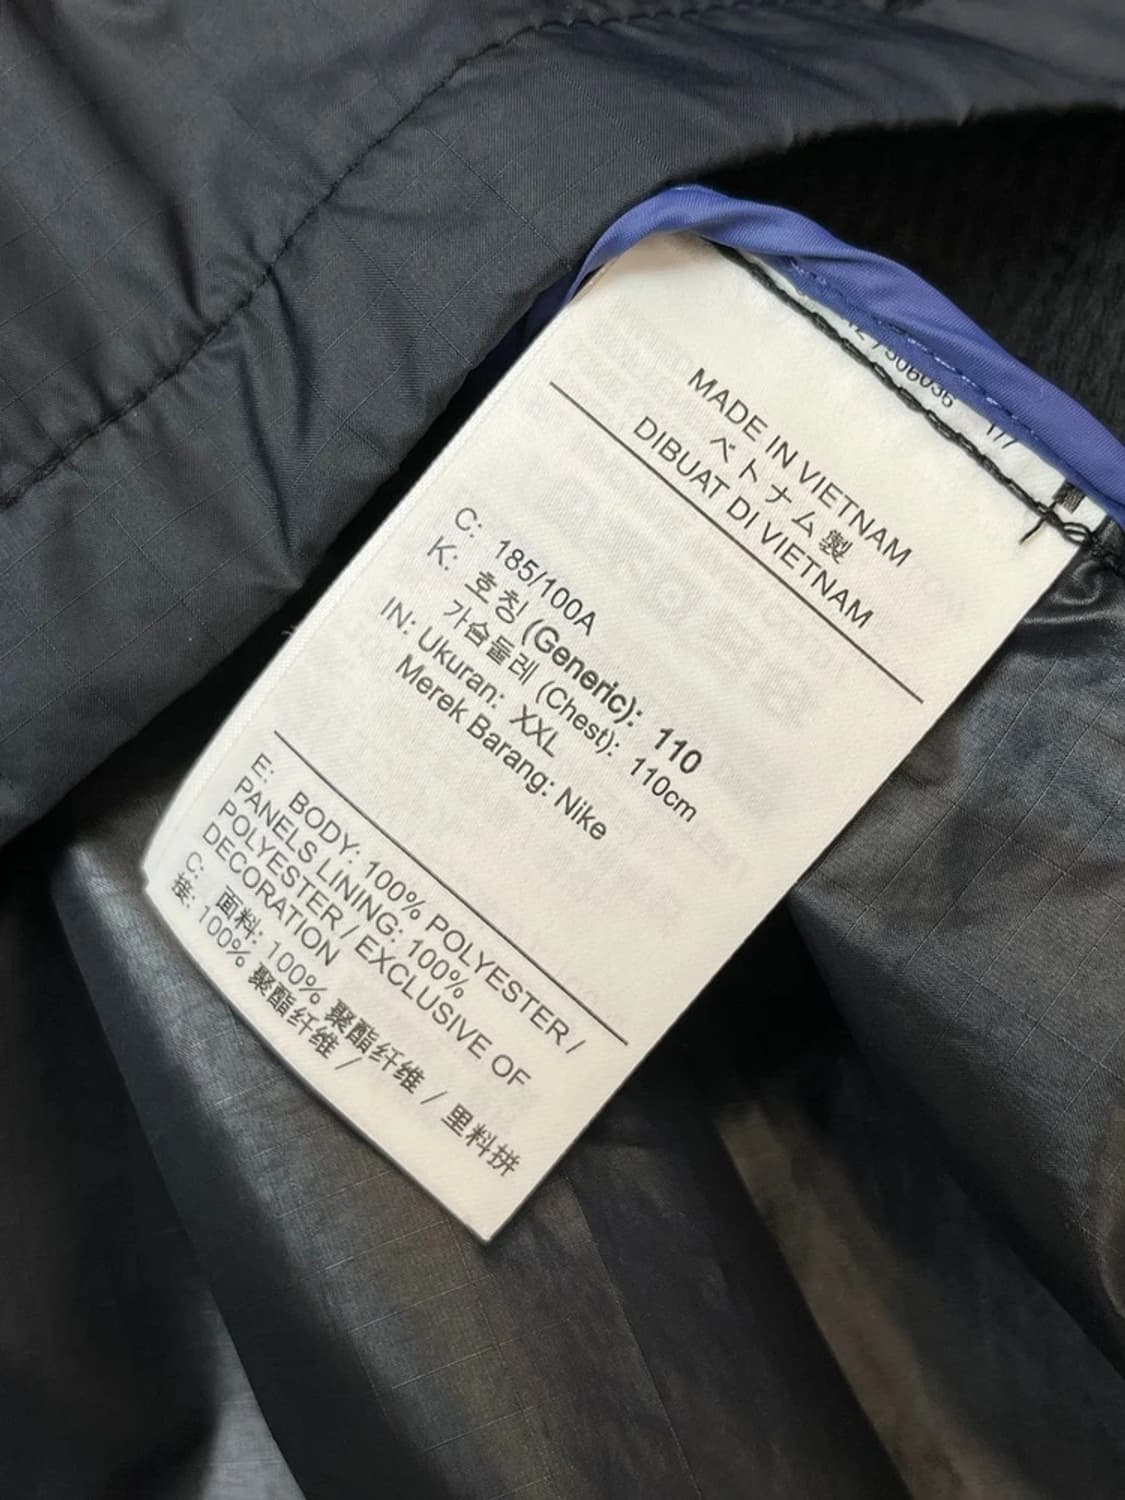 MADE IN VIETNAM
ベトナム製
DIBUAT DI VIETNAM
C: 185/100A
K: 호칭 (Generic): 110
가슴둘레 (Chest): 110cm
IN: Ukuran: XXL
Merek Barang: Nike
E: BODY: 100% POLYESTER /
PANELS LINING: 100%
POLYESTER / EXCLUSIVE OF
DECORATION
C: 面料: 100% 聚酯纤维 / 里料拼
接: 100% 聚酯纤维 /